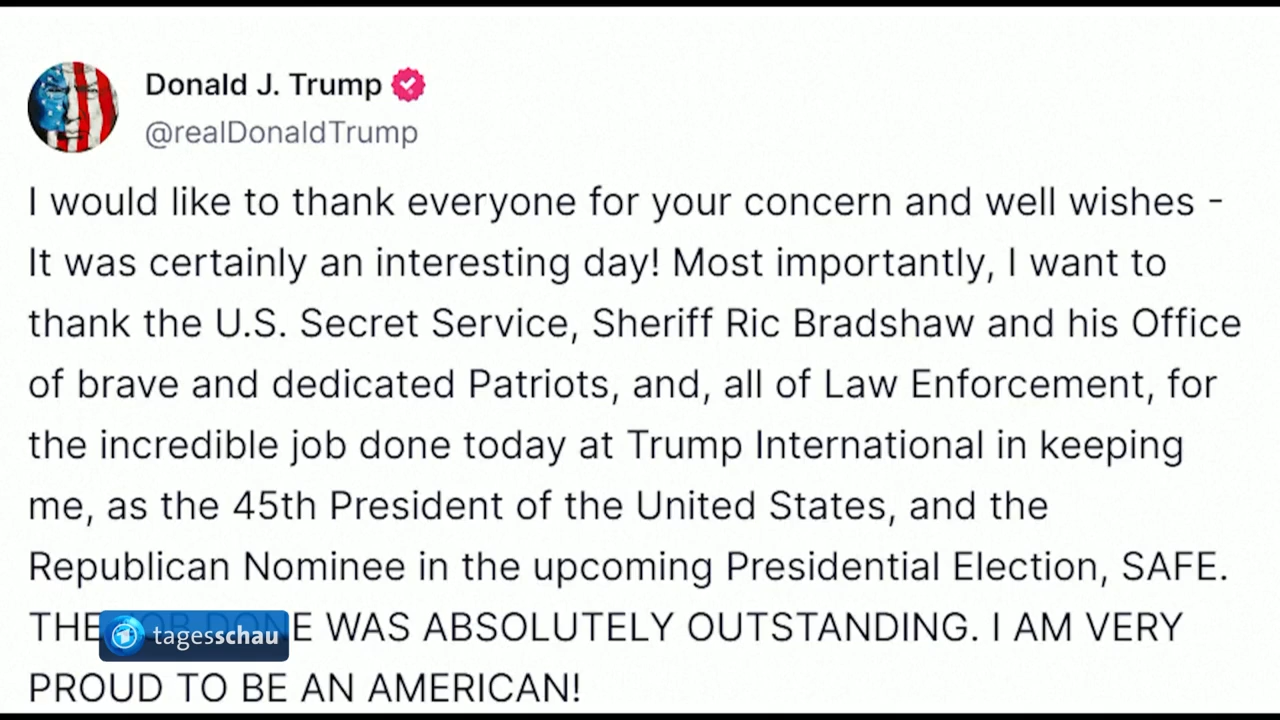 Donald J. Trump
@realDonaldTrump
I would like to thank everyone for your concern and well wishes -
It was certainly an interesting day! Most importantly, I want to
thank the U.S. Secret Service, Sheriff Ric Bradshaw and his Office
of brave and dedicated Patriots, and, all of Law Enforcement, for
the incredible job done today at Trump International in keeping
me, as the 45th President of the United States, and the
Republican Nominee in the upcoming Presidential Election, SAFE.
THE JOB DONE WAS ABSOLUTELY OUTSTANDING. I AM VERY
tagesschau
PROUD TO BE AN AMERICAN!